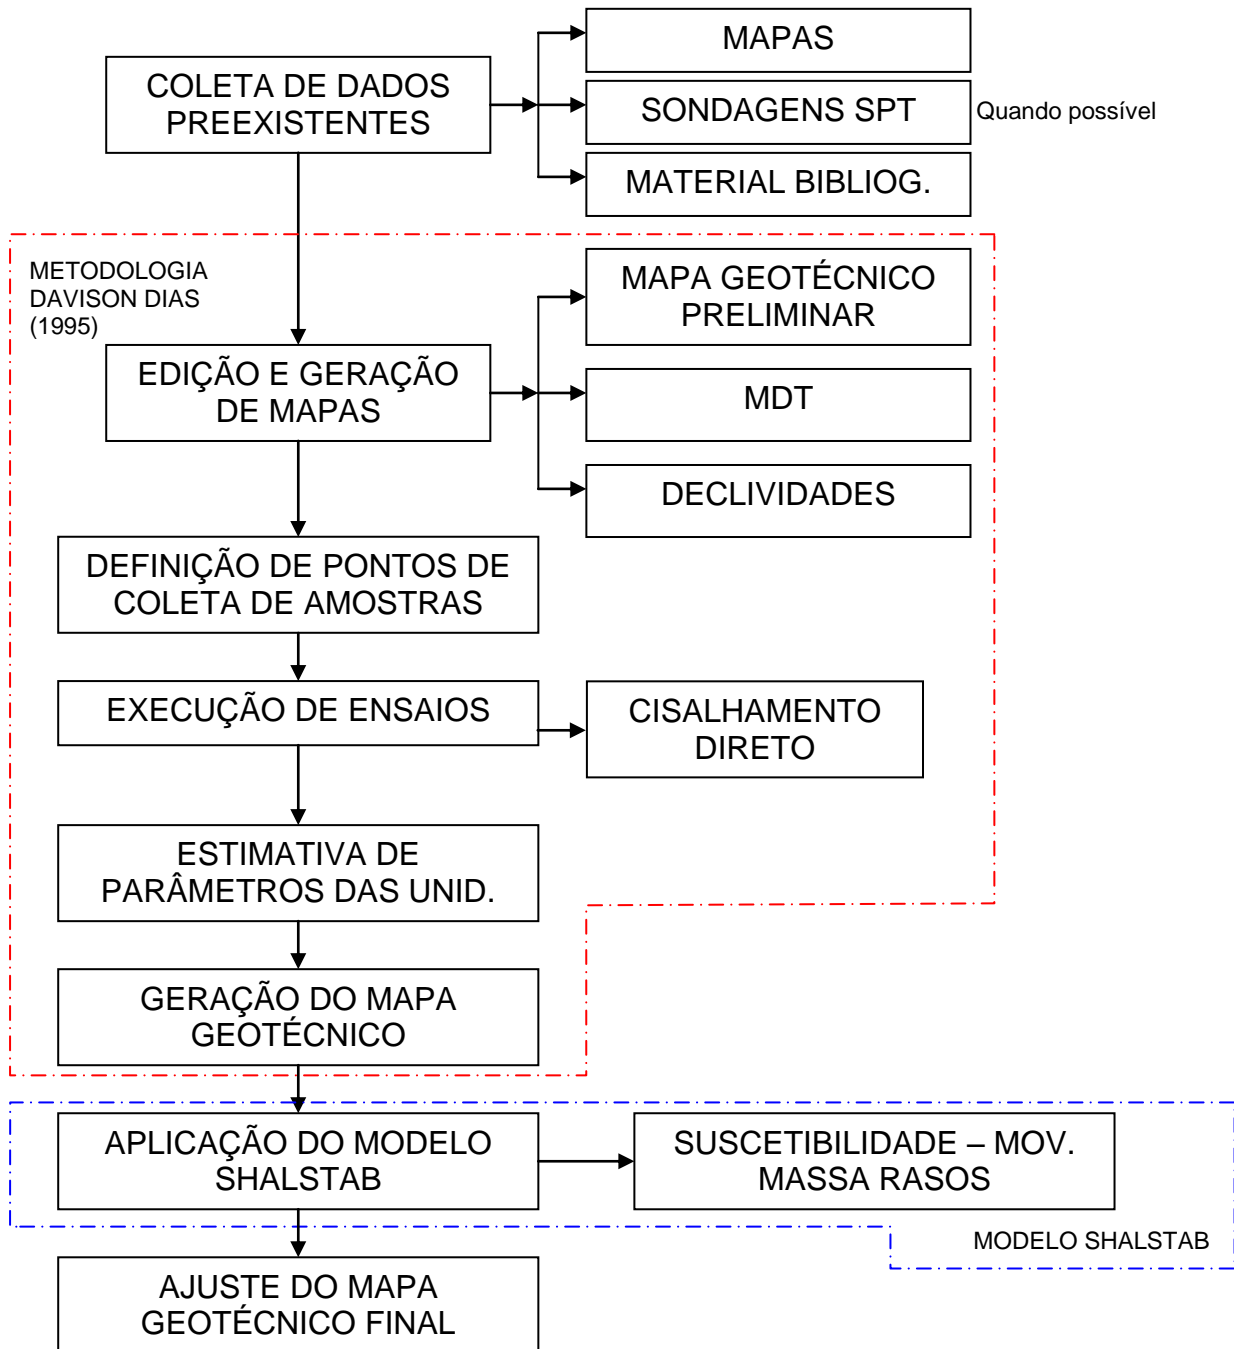 MAPAS
COLETA DE DADOS
PREEXISTENTES
SONDAGENS SPT
Quando possível
MATERIAL BIBLIOG.
METODOLOGIA
DAVISON DIAS
(1995)
MAPA GEOTÉCNICO
PRELIMINAR
EDIÇÃO E GERAÇÃO
DE MAPAS
MDT
DECLIVIDADES
DEFINIÇÃO DE PONTOS DE
COLETA DE AMOSTRAS
EXECUÇÃO DE ENSAIOS
CISALHAMENTO
DIRETO
ESTIMATIVA DE
PARÂMETROS DAS UNID.
GERAÇÃO DO MAPA
GEOTÉCNICO
APLICAÇÃO DO MODELO
SHALSTAB
SUSCETIBILIDADE – MOV.
MASSA RASOS
MODELO SHALSTAB
AJUSTE DO MAPA
GEOTÉCNICO FINAL